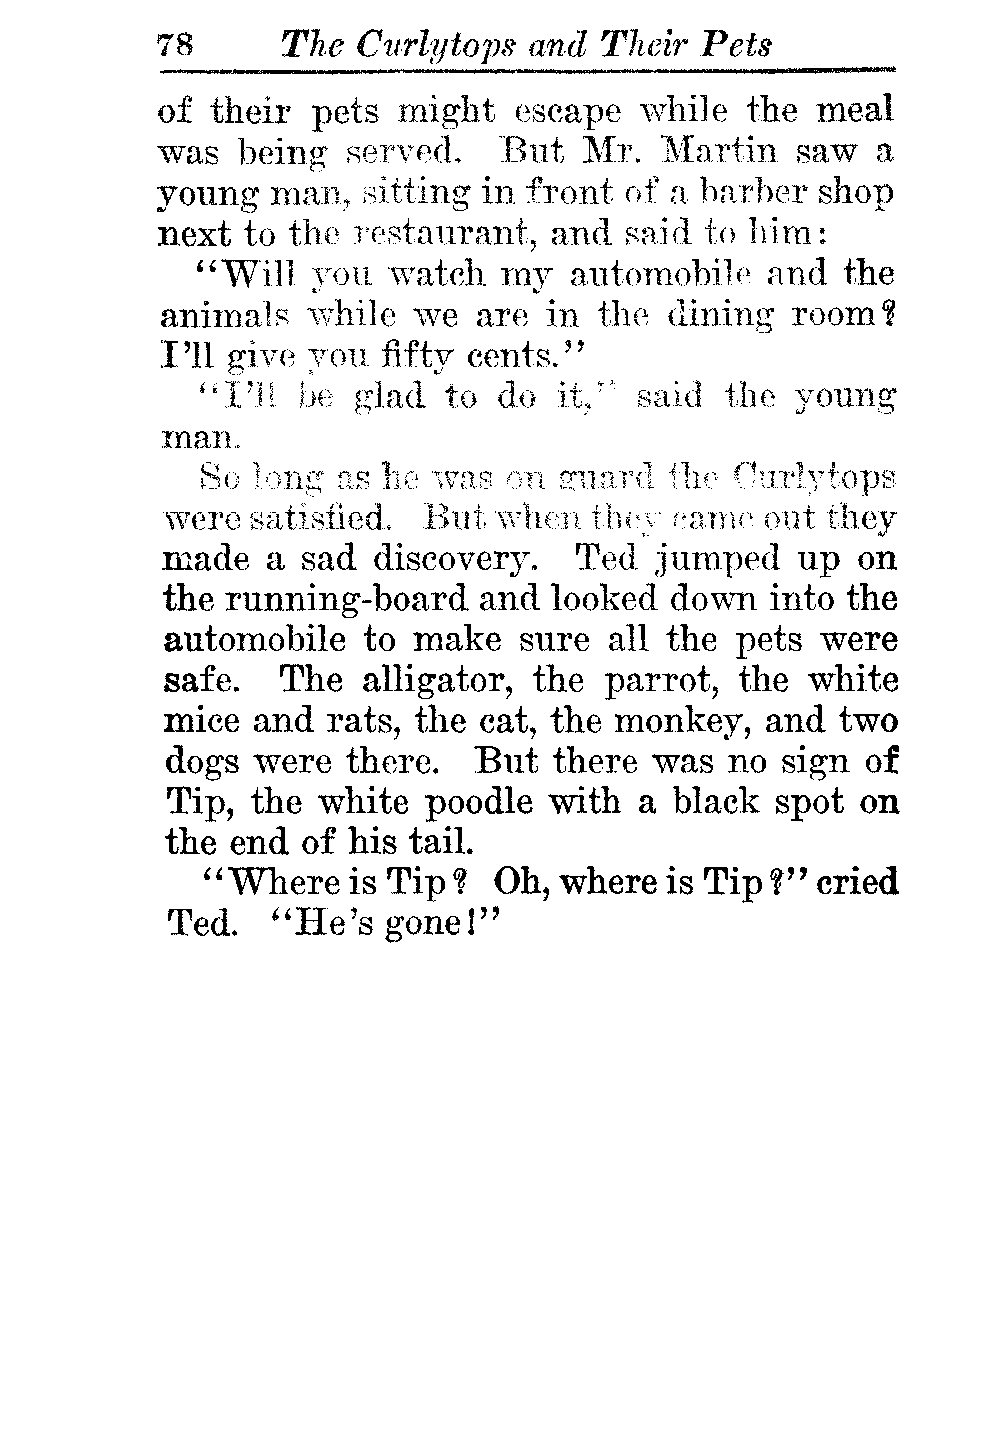 78 The Curlytops and Their Pets
of their pets might escape while the meal
was being served. But Mr. Martin saw a
young man, sitting in front of a barber shop
next to the restaurant, and said to him:
“Will you watch my automobile and the
animals while we are in the dining room?
I’ll give you fifty cents.”
“I’ll be glad to do it,” said the young
man.
So long as he was on guard the Curlytops
were satisfied. But when they came out they
made a sad discovery. Ted jumped up on
the running-board and looked down into the
automobile to make sure all the pets were
safe. The alligator, the parrot, the white
mice and rats, the cat, the monkey, and two
dogs were there. But there was no sign of
Tip, the white poodle with a black spot on
the end of his tail.
“Where is Tip? Oh, where is Tip?” cried
Ted. “He’s gone!”